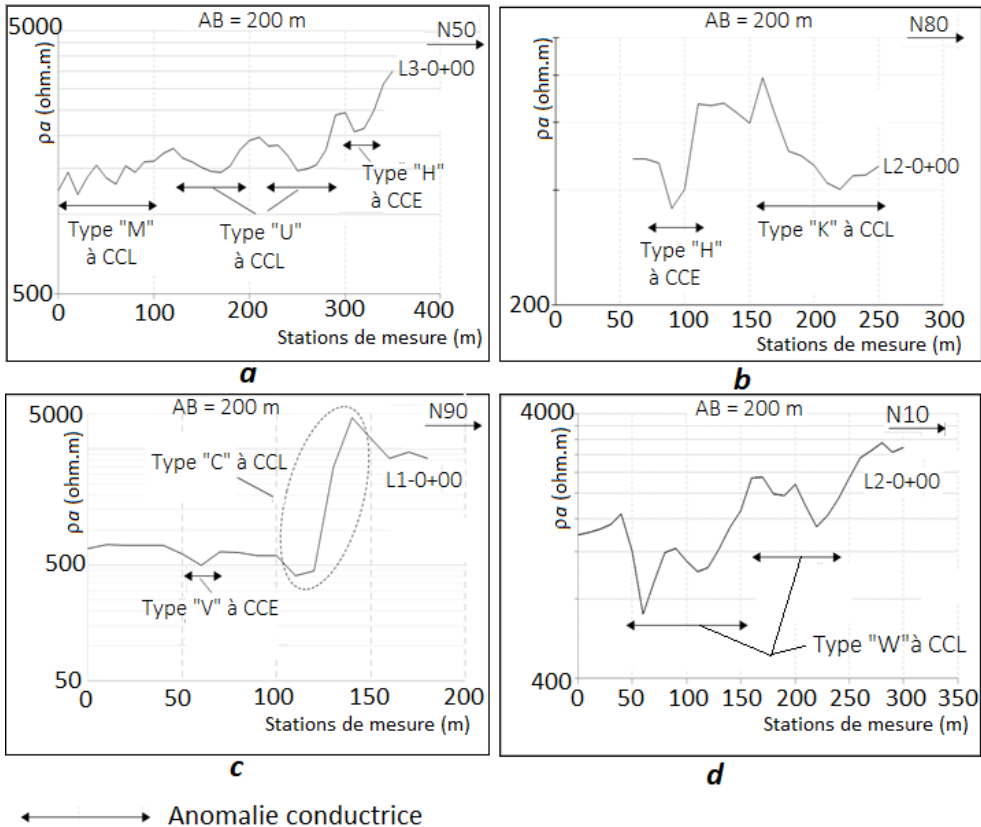 AB = 200 m
5000
N50
L3-0+00
ρa (ohm.m)
Type "H"
à CCE
Type "M"
à CCL
Type "U"
à CCL
500
0 100 200 300 400
Stations de mesure (m)
a
AB = 200 m
N80
ρa (ohm.m)
L2-0+00
Type "H"
à CCE
Type "K" à CCL
200
0 50 100 150 200 250 300
Stations de mesure (m)
b
AB = 200 m
5000
N90
ρa (ohm.m)
Type "C" à CCL
L1-0+00
500
Type "V" à CCE
50
0 50 100 150 200
Stations de mesure (m)
c
AB = 200 m
4000
N10
ρa (ohm.m)
L2-0+00
Type "W"à CCL
400
0 50 100 150 200 250 300 350
Stations de mesure (m)
d
Anomalie conductrice